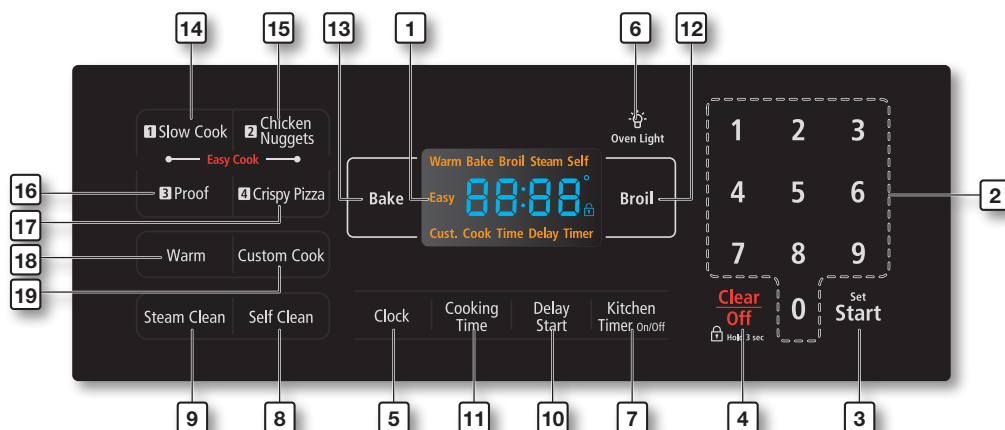 14 15 13 1 6 12
1 Slow Cook
2 Chicken
Nuggets
Easy Cook
3 Proof
4 Crispy Pizza
16
17
18
19
Warm
Custom Cook
Steam Clean
Self Clean
Bake
Warm Bake Broil Steam Self
Easy
88:88°
Cust. Cook Time Delay Timer
Oven Light
Broil
Clock
Cooking
Time
Delay
Start
Kitchen
Timer On/Off
1 2 3
4 5 6
7 8 9
0
2
Clear
Off
Hold 3 sec
Set
Start
9 8 5 11 10 7 4 3